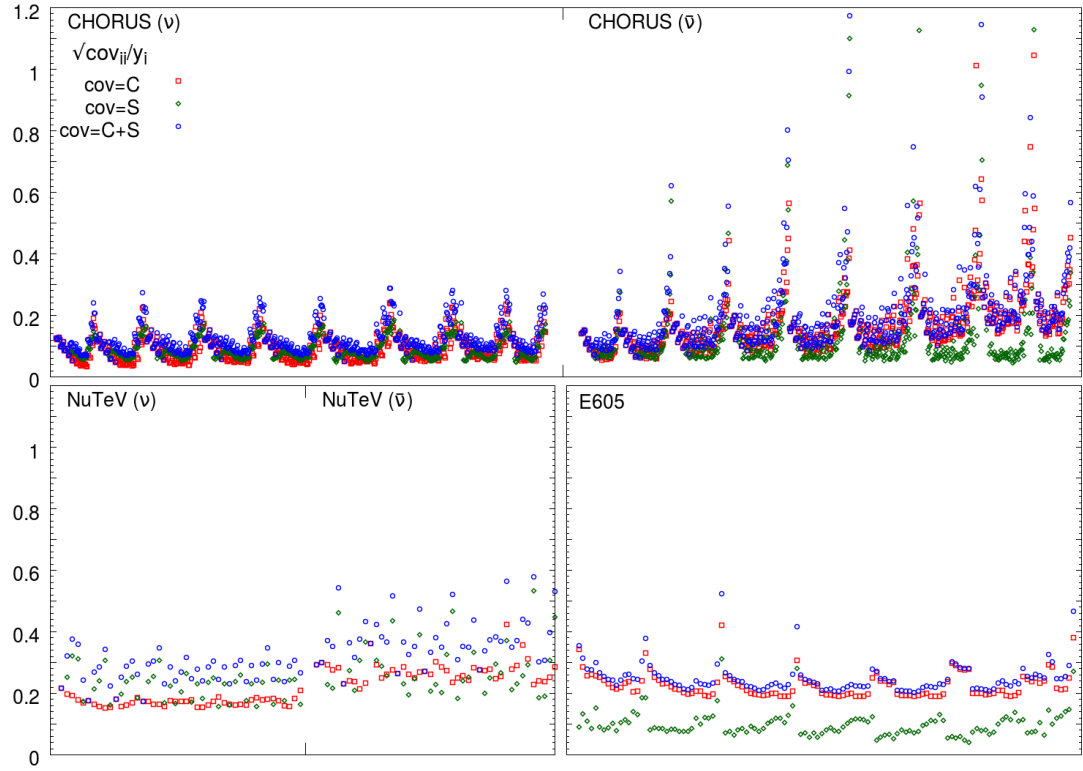 1.2
CHORUS (ν)
CHORUS (ν̄)
√cov_ii/y_i
1
cov=C
cov=S
cov=C+S
0.8
0.6
0.4
0.2
0
NuTeV (ν)
NuTeV (ν̄)
E605
1
0.8
0.6
0.4
0.2
0